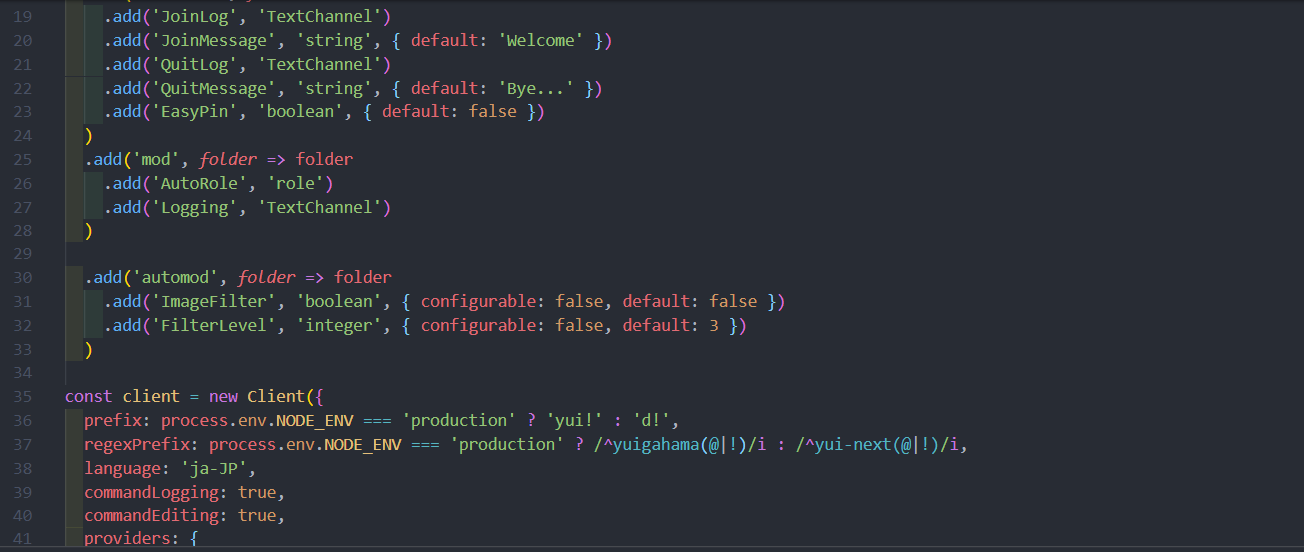 19 .add('JoinLog', 'TextChannel')
20 .add('JoinMessage', 'string', { default: 'Welcome' })
21 .add('QuitLog', 'TextChannel')
22 .add('QuitMessage', 'string', { default: 'Bye...' })
23 .add('EasyPin', 'boolean', { default: false })
24 )
25 .add('mod', folder => folder
26 .add('AutoRole', 'role')
27 .add('Logging', 'TextChannel')
28 )
29
30 .add('automod', folder => folder
31 .add('ImageFilter', 'boolean', { configurable: false, default: false })
32 .add('FilterLevel', 'integer', { configurable: false, default: 3 })
33 )
34
35 const client = new Client({
36 prefix: process.env.NODE_ENV === 'production' ? 'yui!' : 'd!',
37 regexPrefix: process.env.NODE_ENV === 'production' ? /^yuigahama(@|!)/i : /^yui-next(@|!)/i,
38 language: 'ja-JP',
39 commandLogging: true,
40 commandEditing: true,
41 providers: {